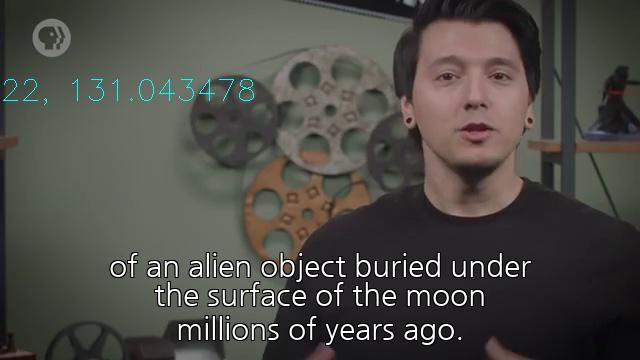 22, 131.043478
of an alien object buried under
the surface of the moon
millions of years ago.